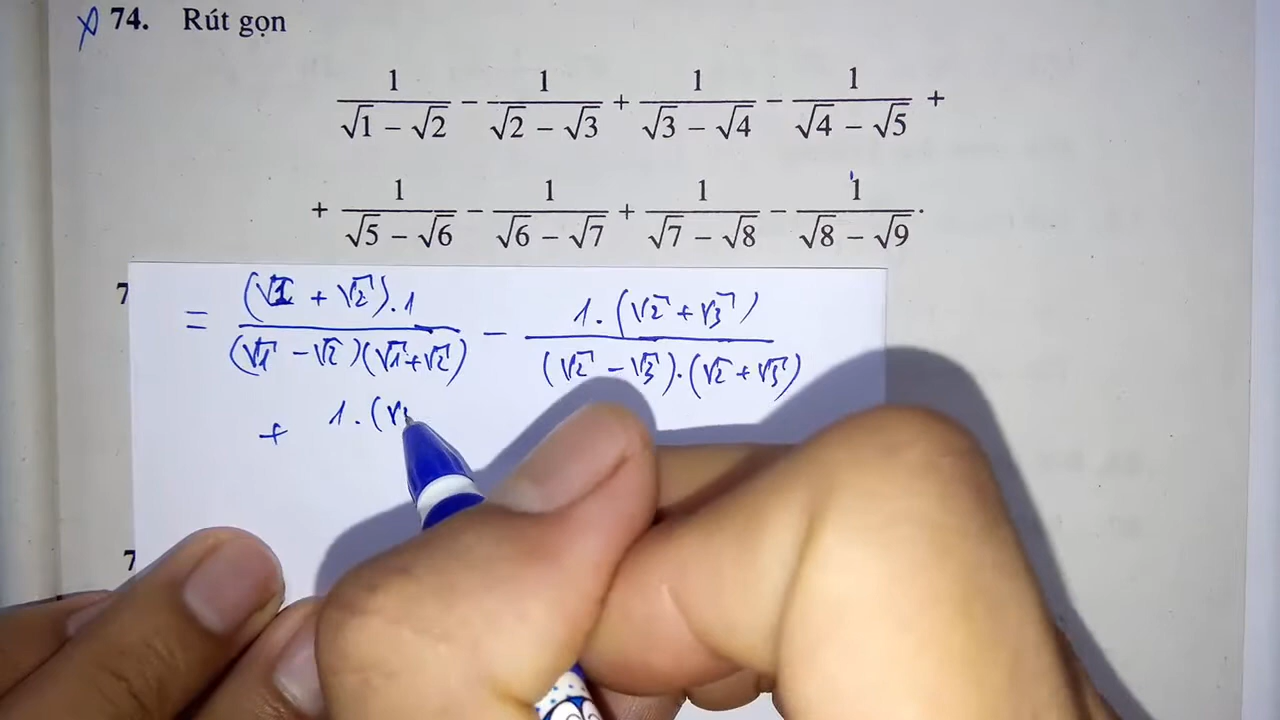 74. Rút gọn
1/(√1 − √2) − 1/(√2 − √3) + 1/(√3 − √4) − 1/(√4 − √5) +
+ 1/(√5 − √6) − 1/(√6 − √7) + 1/(√7 − √8) − 1/(√8 − √9).
7
= (√1 + √2).1/(√1 − √2)(√1+√2) − 1.(√2 + √3)/(√2 − √3).(√2 + √3)
+ 1.(√
7